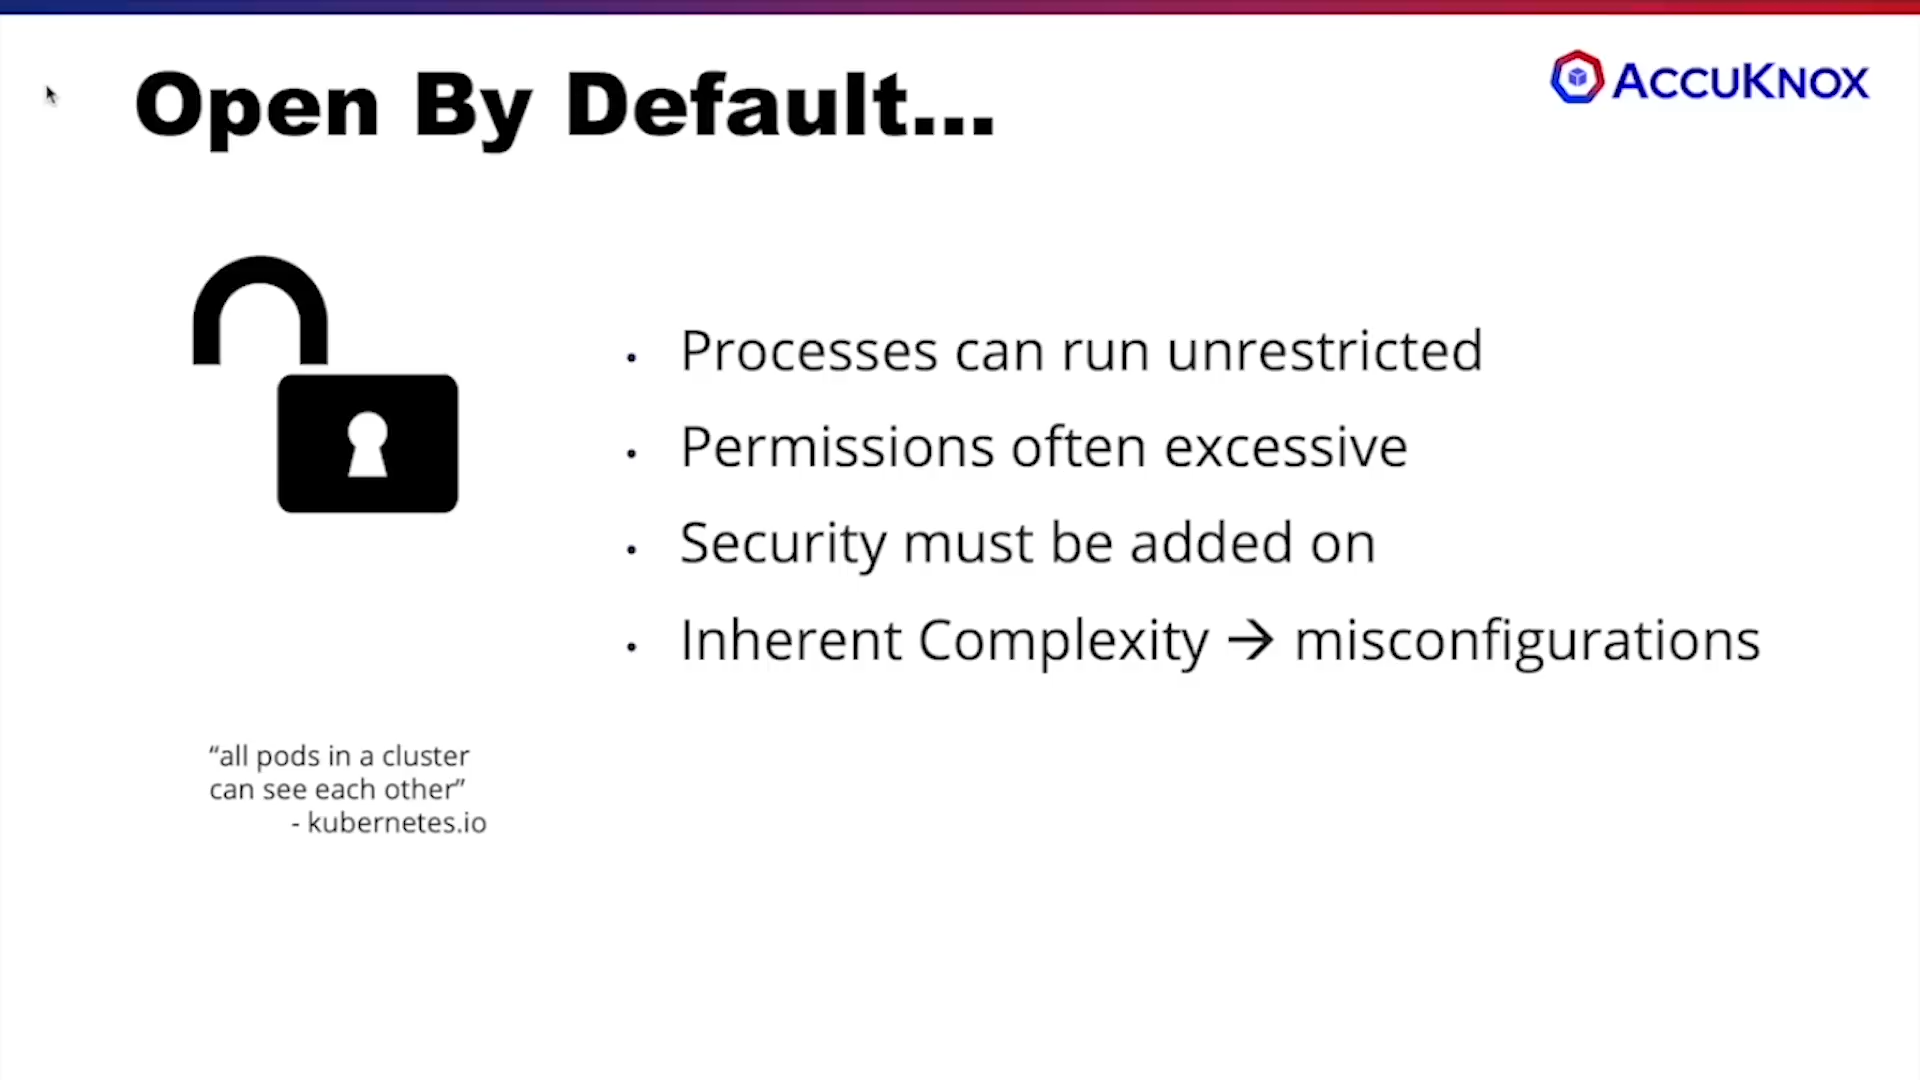 Open By Default...
ACCUKNOX
• Processes can run unrestricted
• Permissions often excessive
• Security must be added on
• Inherent Complexity → misconfigurations
“all pods in a cluster
can see each other”
- kubernetes.io